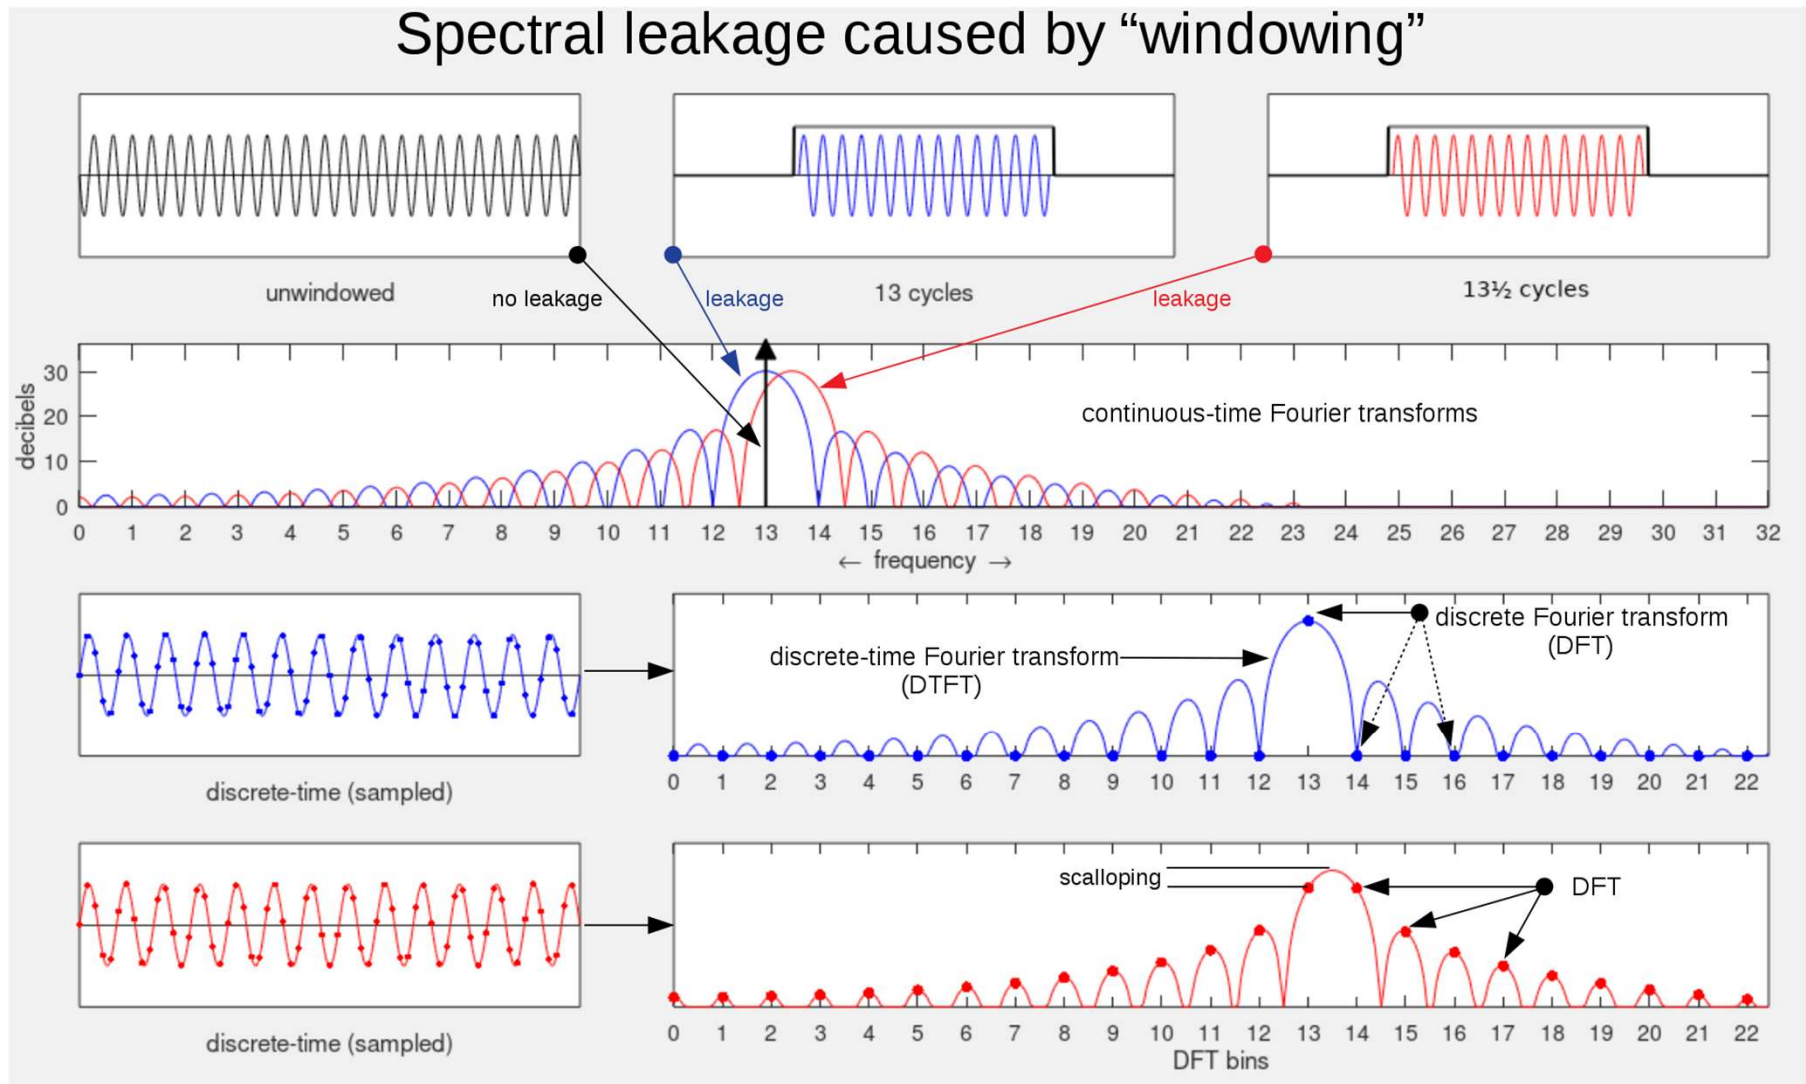 Spectral leakage caused by “windowing”
unwindowed
no leakage
leakage
13 cycles
leakage
13½ cycles
decibels
30
20
10
0
continuous-time Fourier transforms
0 1 2 3 4 5 6 7 8 9 10 11 12 13 14 15 16 17 18 19 20 21 22 23 24 25 26 27 28 29 30 31 32
← frequency →
discrete-time (sampled)
discrete-time Fourier transform
(DTFT)
discrete Fourier transform
(DFT)
0 1 2 3 4 5 6 7 8 9 10 11 12 13 14 15 16 17 18 19 20 21 22
discrete-time (sampled)
scalloping
DFT
0 1 2 3 4 5 6 7 8 9 10 11 12 13 14 15 16 17 18 19 20 21 22
DFT bins